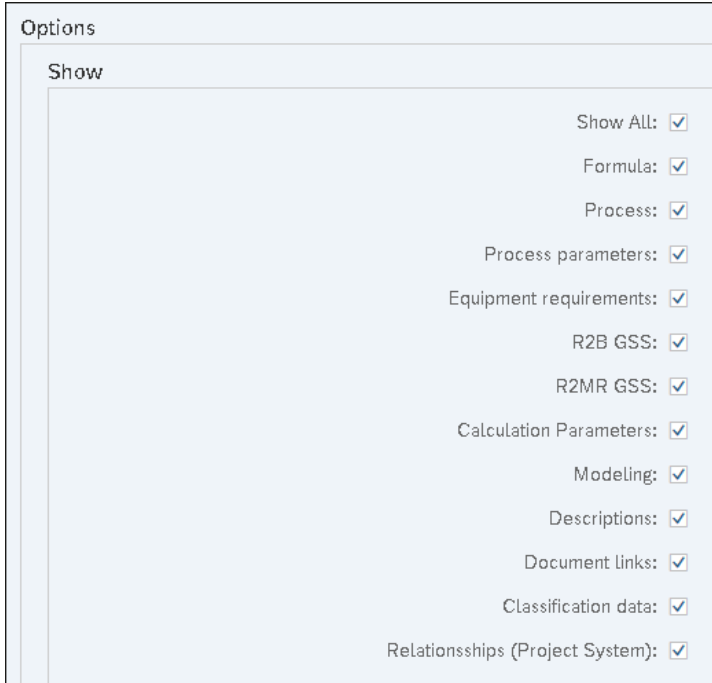 Options
Show
Show All:
Formula:
Process:
Process parameters:
Equipment requirements:
R2B GSS:
R2MR GSS:
Calculation Parameters:
Modeling:
Descriptions:
Document links:
Classification data:
Relationsships (Project System):